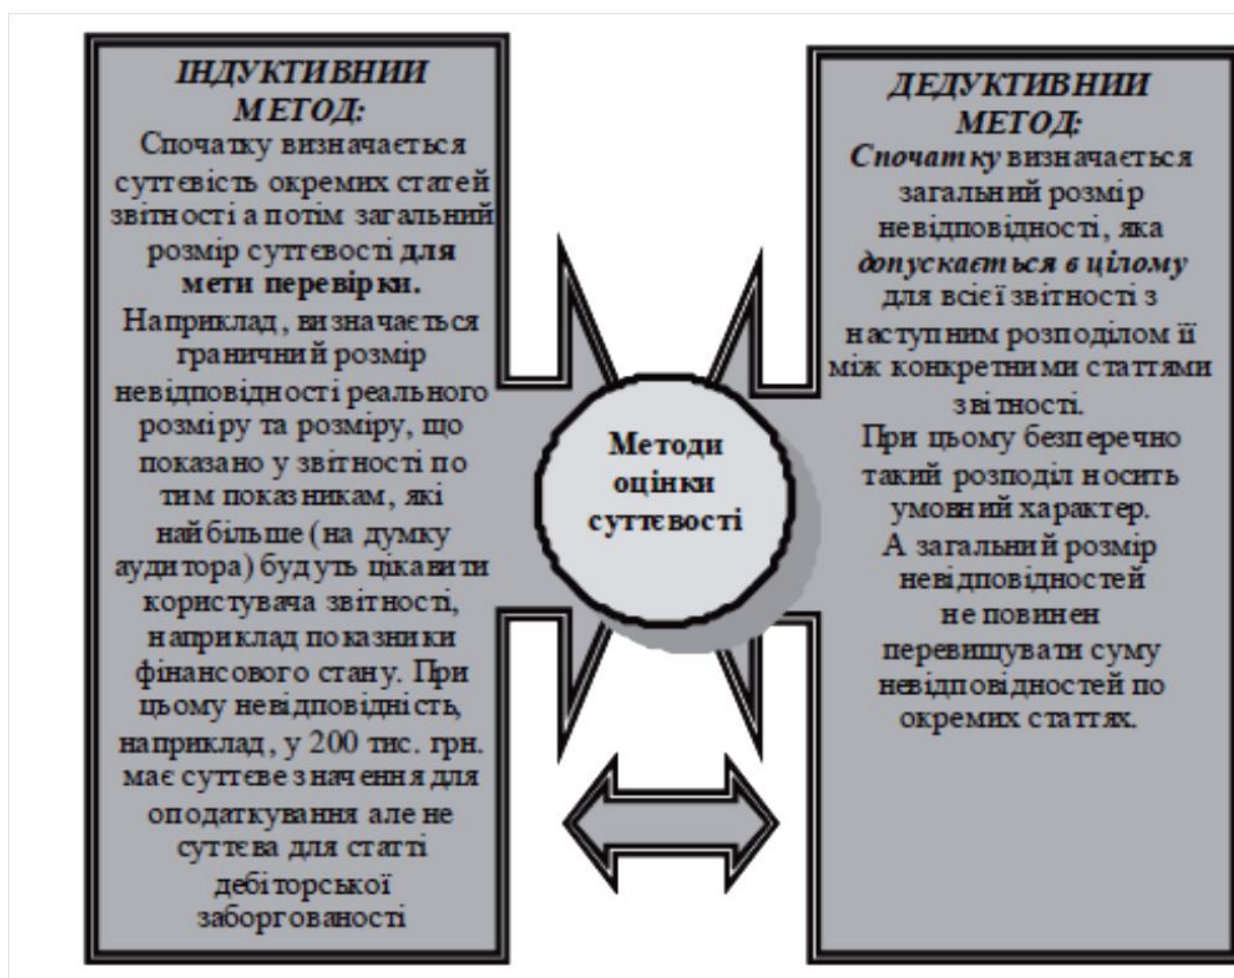 ІНДУКТИВНИЙ
МЕТОД:
Спочатку визначається
суттєвість окремих статей
звітності а потім загальний
розмір суттєвості для
мети перевірки.
Наприклад, визначається
граничний розмір
невідповідності реального
розміру та розміру, що
показано у звітності по
тим показникам, які
найбільше (на думку
аудитора) будуть цікавити
користувача звітності,
наприклад показники
фінансового стану. При
цьому невідповідність,
наприклад, у 200 тис. грн.
має суттєве значення для
оподаткування але не
суттєва для статті
дебіторської
заборгованості
Методи
оцінки
суттєвості
ДЕДУКТИВНИЙ
МЕТОД:
Спочатку визначається
загальний розмір
невідповідності, яка
допускається в цілому
для всієї звітності з
наступним розподілом її
між конкретними статтями
звітності.
При цьому безперечно
такий розподіл носить
умовний характер.
А загальний розмір
невідповідностей
не повинен
перевищувати суму
невідповідностей по
окремих статтях.